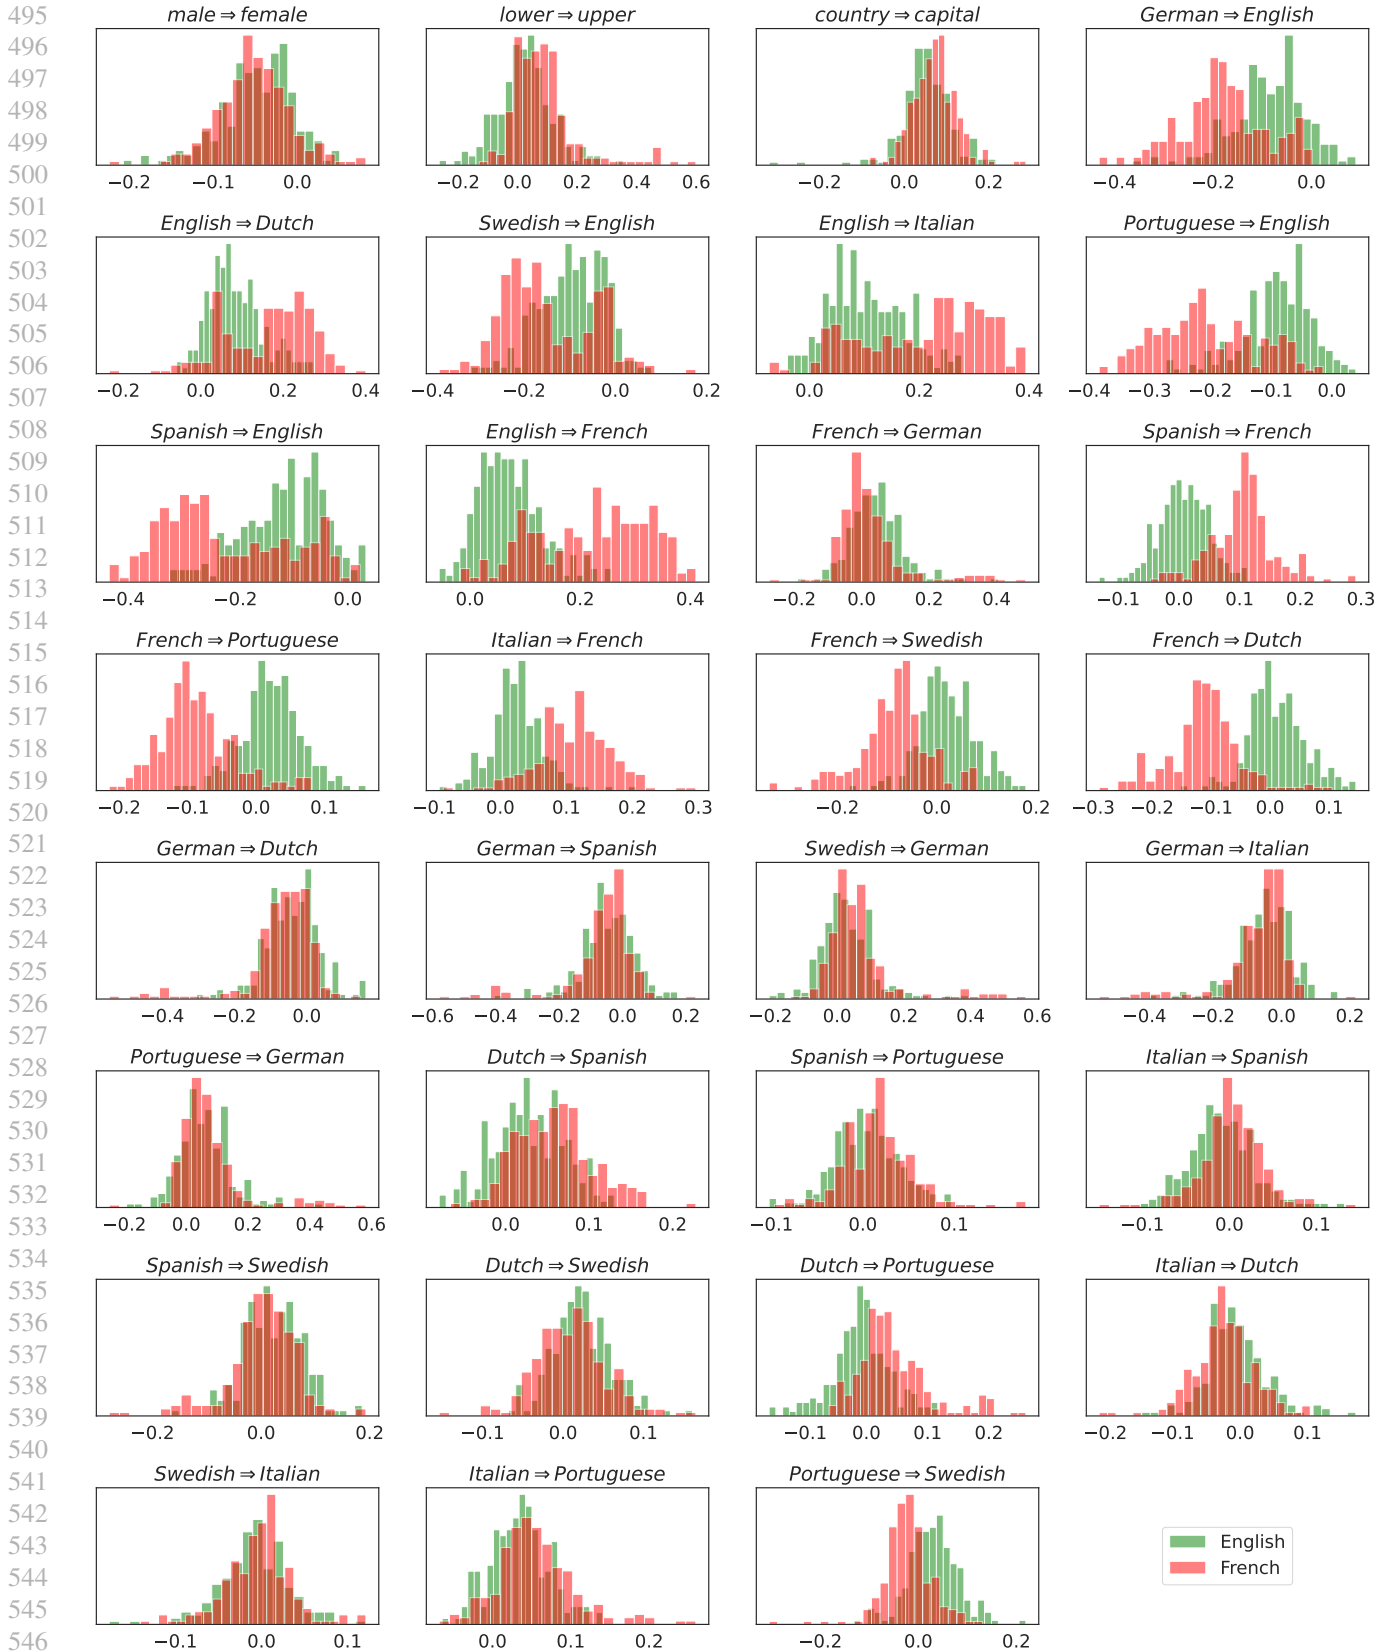 495
496
497
498
499
500
501
502
503
504
505
506
507
508
509
510
511
512
513
514
515
516
517
518
519
520
521
522
523
524
525
526
527
528
529
530
531
532
533
534
535
536
537
538
539
540
541
542
543
544
545
546
male ⇒ female
lower ⇒ upper
country ⇒ capital
German ⇒ English
−0.2 −0.1 0.0
−0.2 0.0 0.2 0.4 0.6
−0.2 0.0 0.2
−0.4 −0.2 0.0
English ⇒ Dutch
Swedish ⇒ English
English ⇒ Italian
Portuguese ⇒ English
−0.2 0.0 0.2 0.4
−0.4 −0.2 0.0 0.2
0.0 0.2 0.4
−0.4 −0.3 −0.2 −0.1 0.0
Spanish ⇒ English
English ⇒ French
French ⇒ German
Spanish ⇒ French
−0.4 −0.2 0.0
0.0 0.2 0.4
−0.2 0.0 0.2 0.4
−0.1 0.0 0.1 0.2 0.3
French ⇒ Portuguese
Italian ⇒ French
French ⇒ Swedish
French ⇒ Dutch
−0.2 −0.1 0.0 0.1
−0.1 0.0 0.1 0.2 0.3
−0.2 0.0 0.2
−0.3 −0.2 −0.1 0.0 0.1
German ⇒ Dutch
German ⇒ Spanish
Swedish ⇒ German
German ⇒ Italian
−0.4 −0.2 0.0
−0.6 −0.4 −0.2 0.0 0.2
−0.2 0.0 0.2 0.4 0.6
−0.4 −0.2 0.0 0.2
Portuguese ⇒ German
Dutch ⇒ Spanish
Spanish ⇒ Portuguese
Italian ⇒ Spanish
−0.2 0.0 0.2 0.4 0.6
0.0 0.1 0.2
−0.1 0.0 0.1
−0.1 0.0 0.1
Spanish ⇒ Swedish
Dutch ⇒ Swedish
Dutch ⇒ Portuguese
Italian ⇒ Dutch
−0.2 0.0 0.2
−0.1 0.0 0.1
−0.1 0.0 0.1 0.2
−0.2 −0.1 0.0 0.1
Swedish ⇒ Italian
Italian ⇒ Portuguese
Portuguese ⇒ Swedish
−0.1 0.0 0.1
0.0 0.1 0.2
−0.2 0.0 0.2
English
French